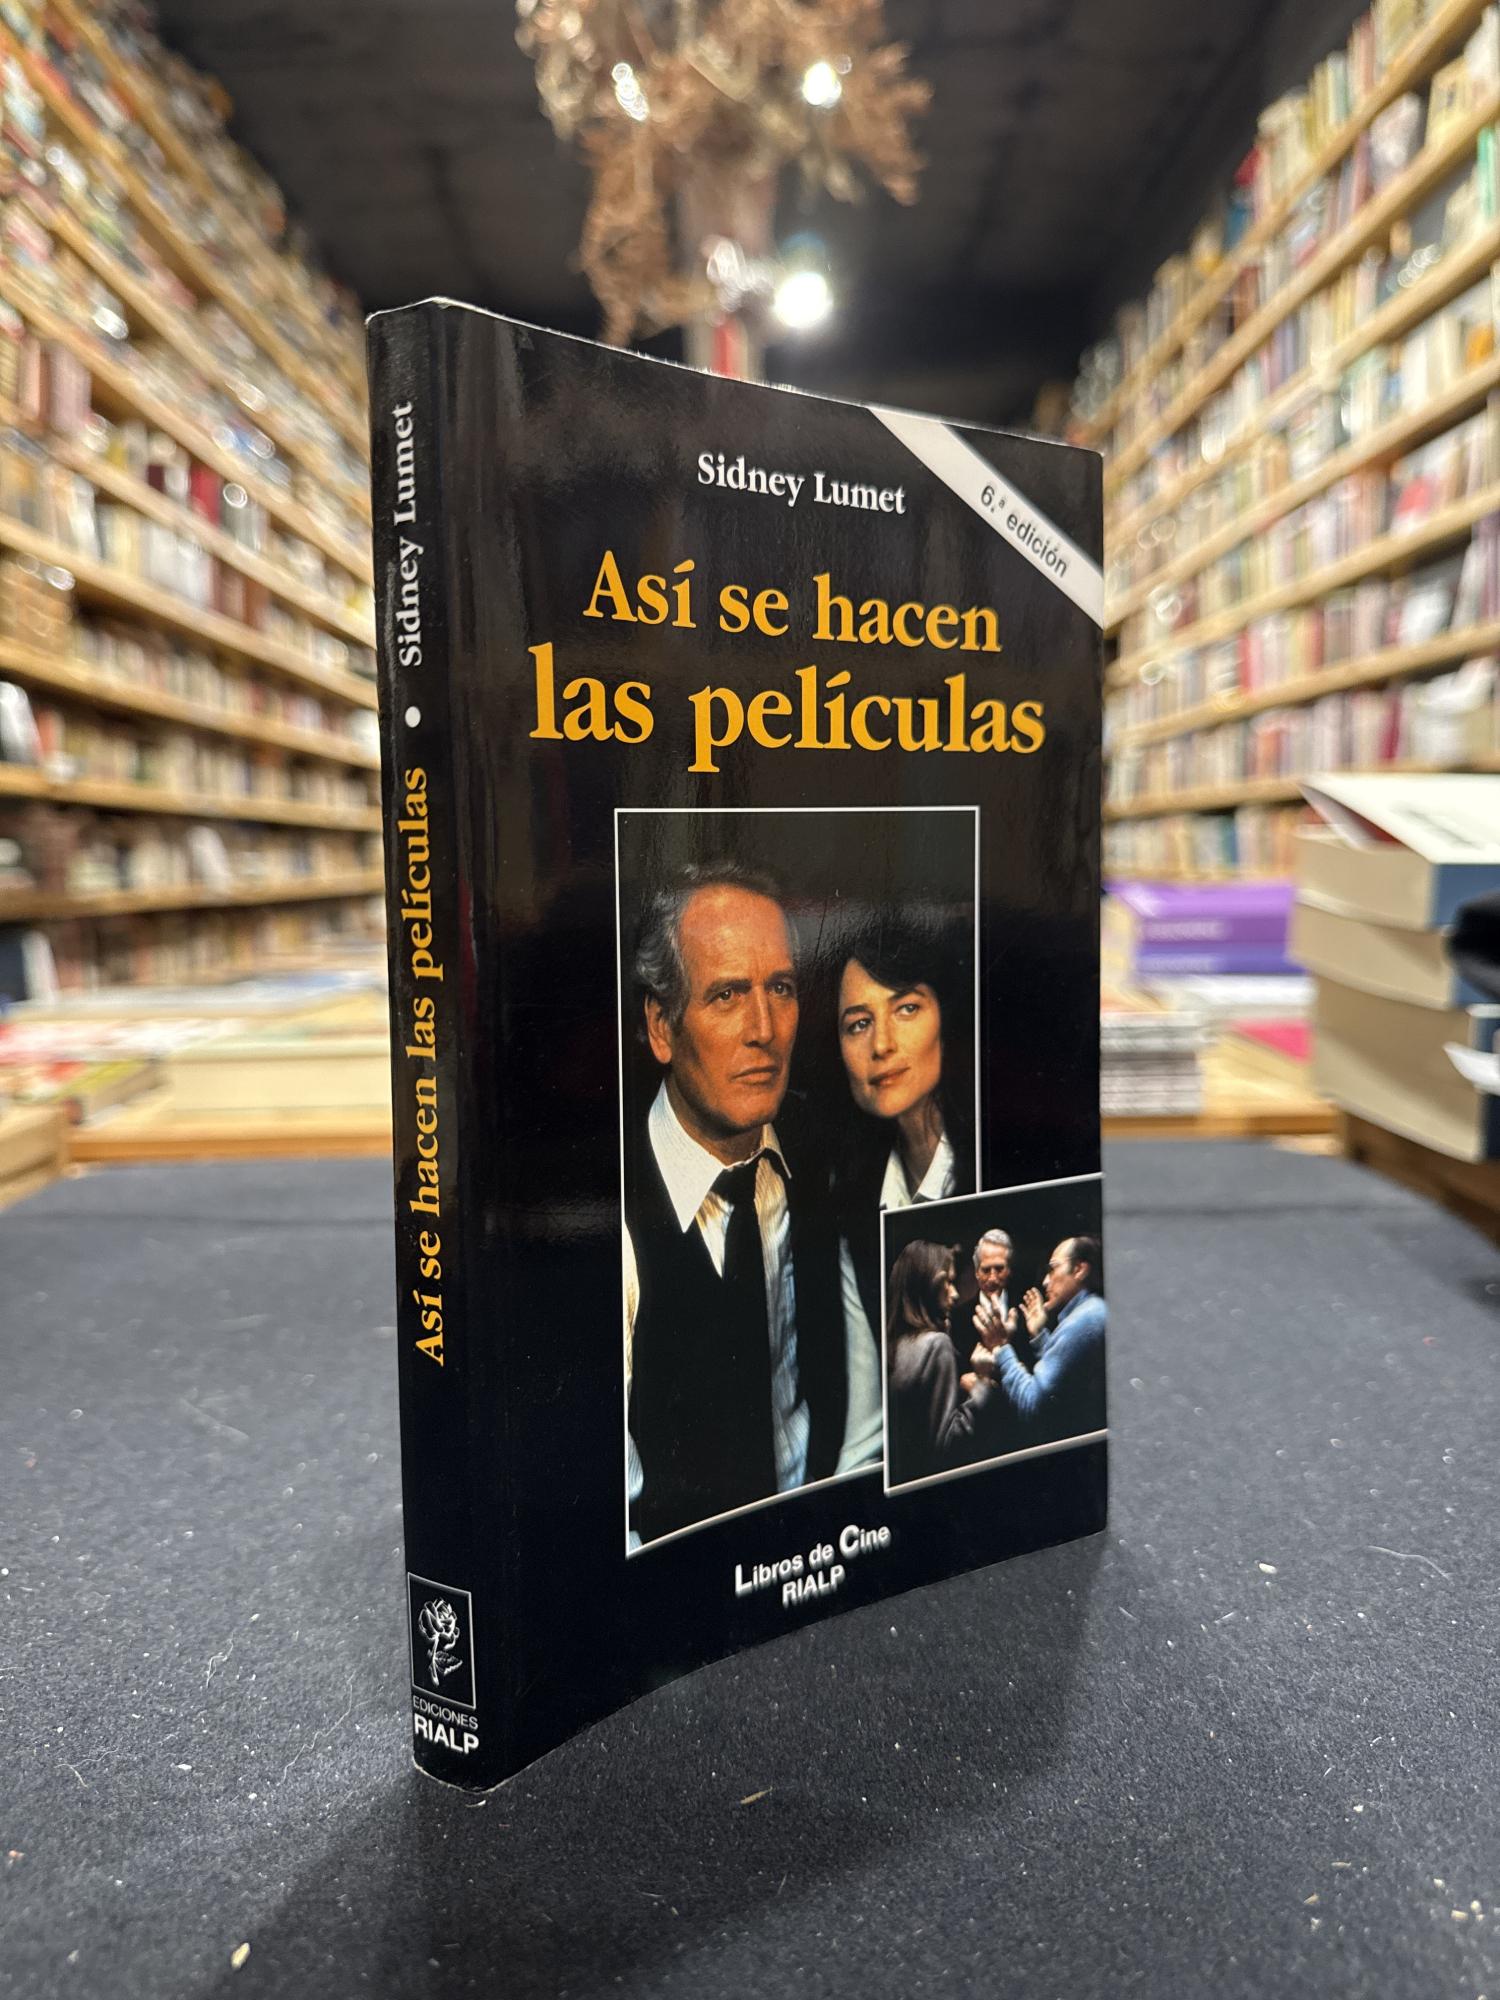 Sidney Lumet
6.ª edición
Así se hacen
las películas
Libros de Cine
RIALP
Así se hacen las películas • Sidney Lumet
EDICIONES
RIALP